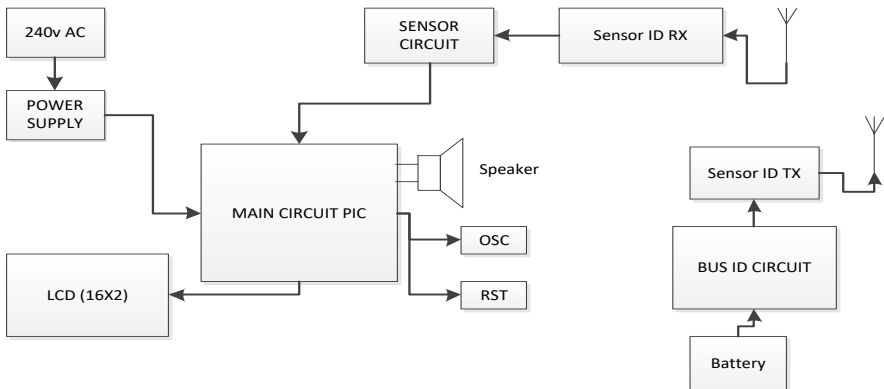 240v AC
POWER
SUPPLY
SENSOR
CIRCUIT
Sensor ID RX
MAIN CIRCUIT PIC
Speaker
OSC
RST
LCD (16X2)
Sensor ID TX
BUS ID CIRCUIT
Battery